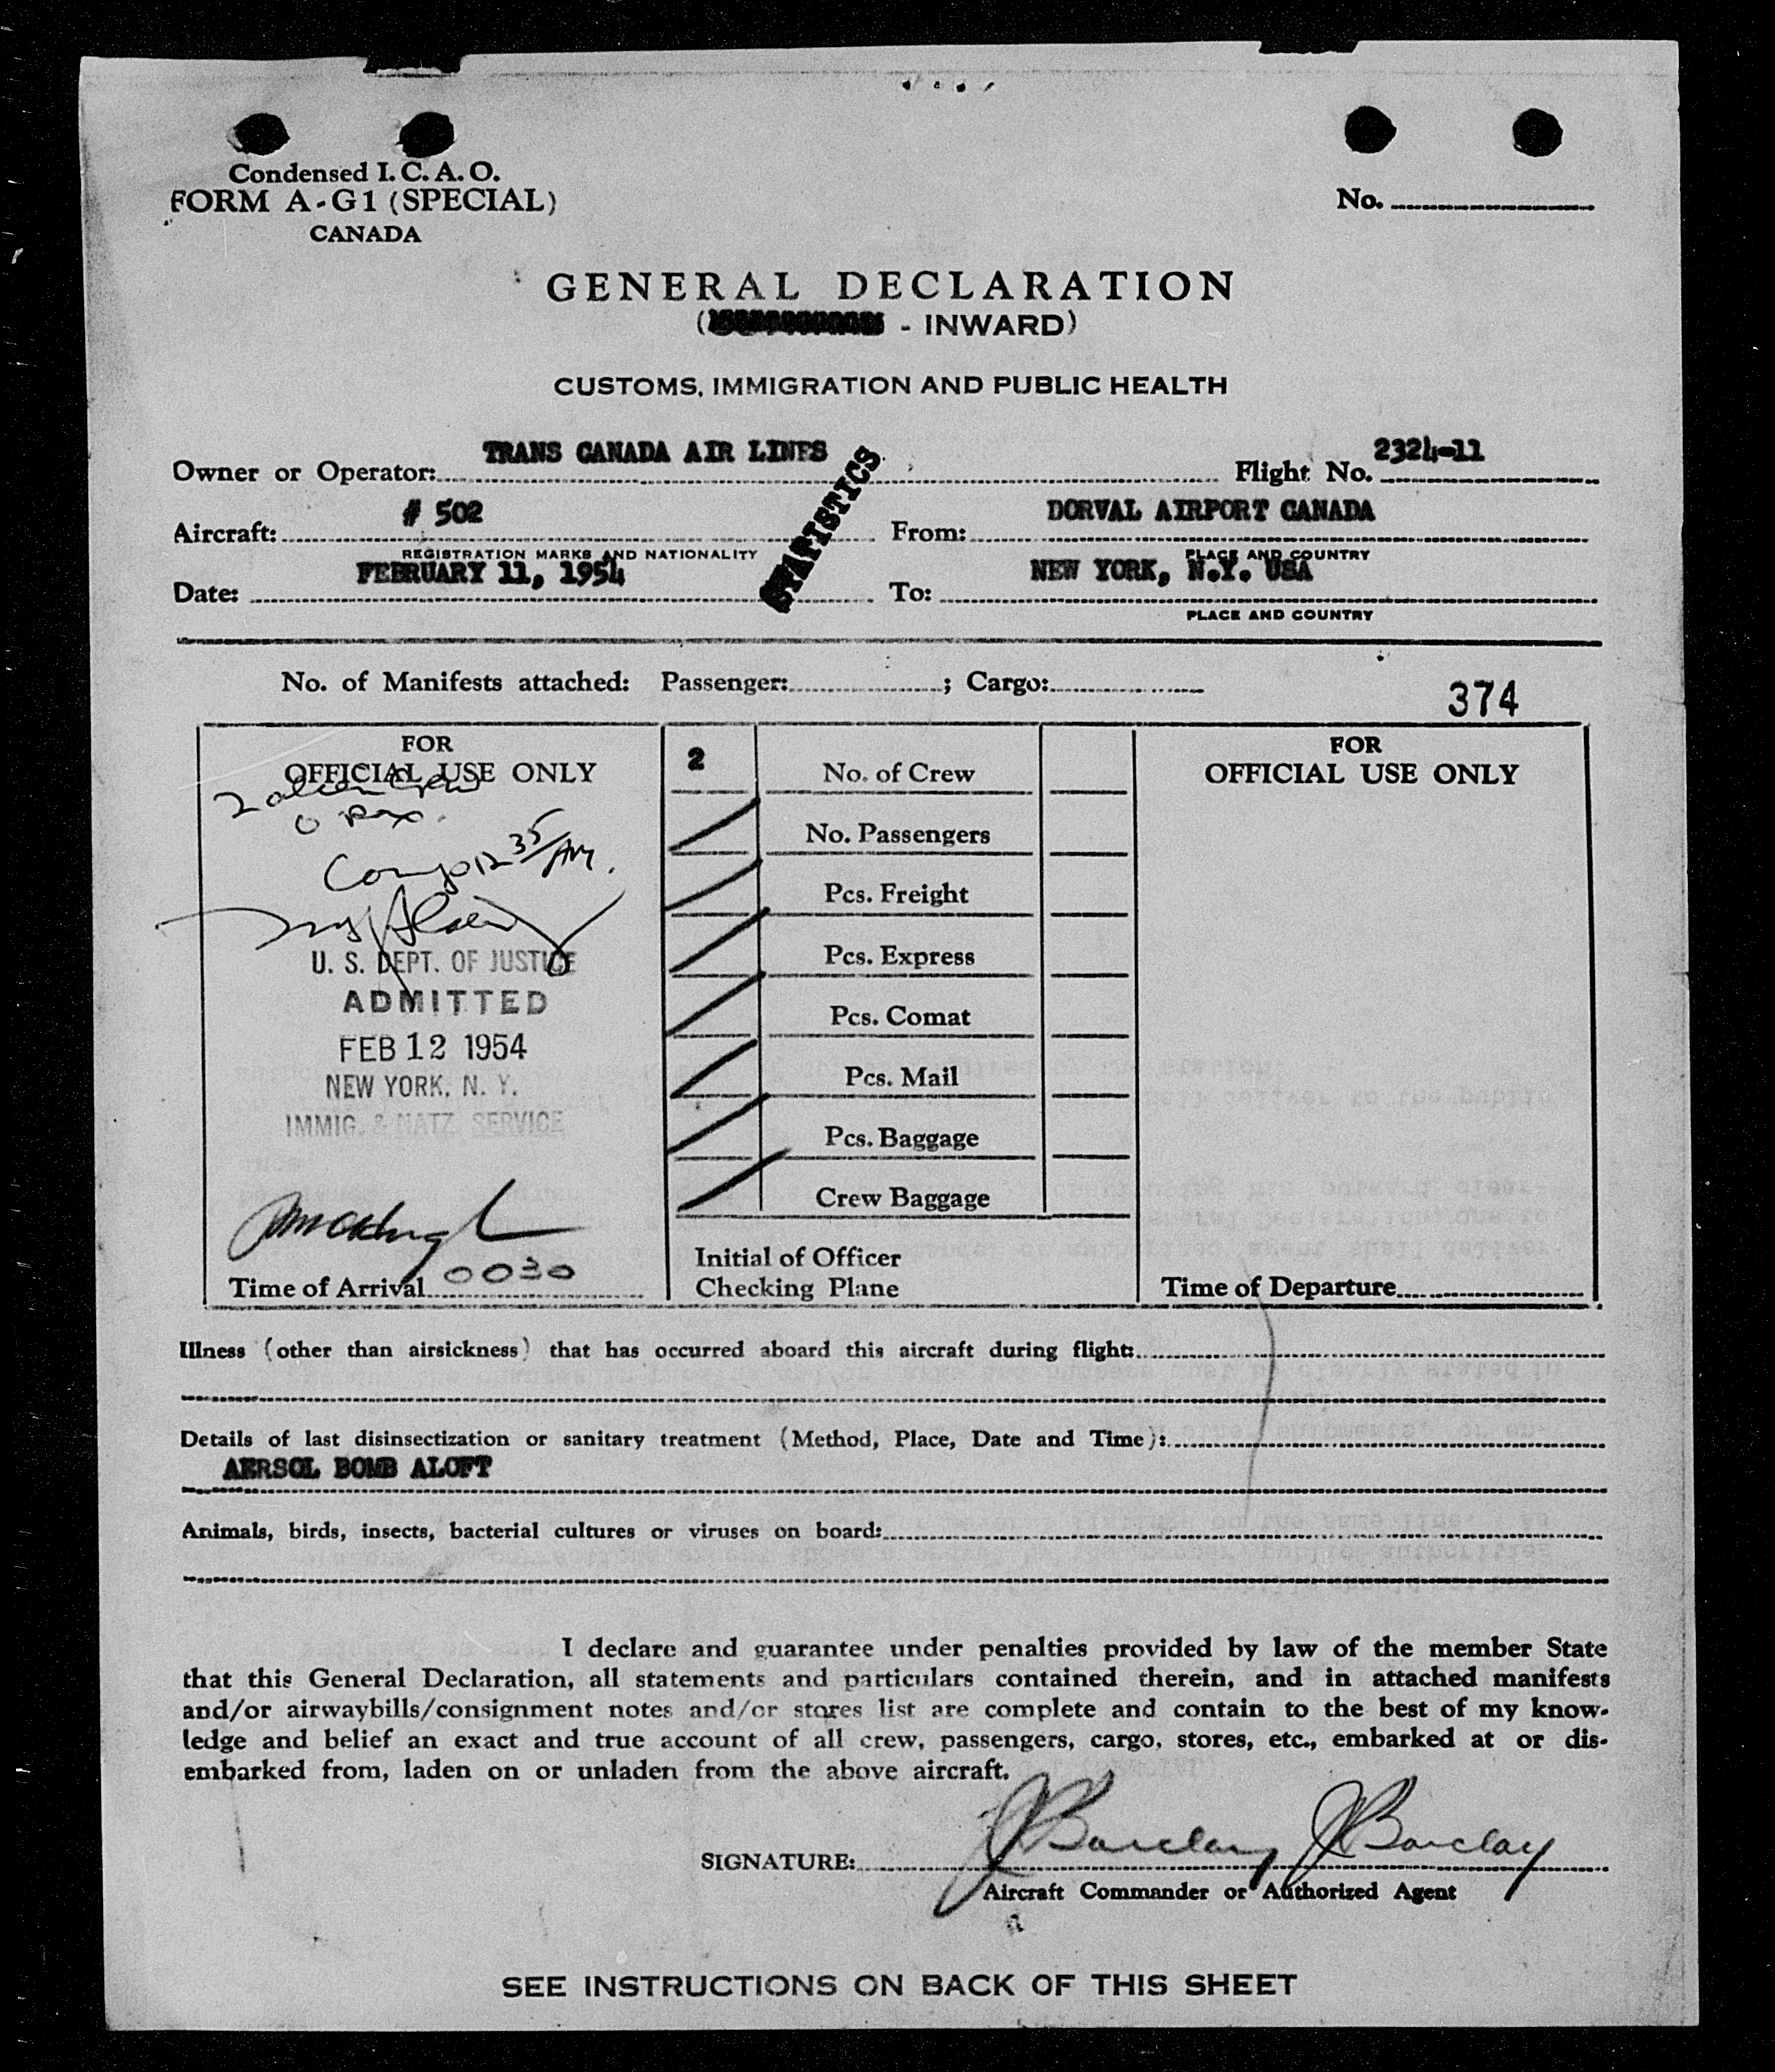 Condensed I. C. A. O.
FORM A-G1 (SPECIAL)
CANADA
No.
GENERAL DECLARATION
( - INWARD)
CUSTOMS, IMMIGRATION AND PUBLIC HEALTH
Owner or Operator: TRANS CANADA AIR LINES Flight No. 2324-11
STATISTICS
Aircraft: # 502 From: DORVAL AIRPORT CANADA
REGISTRATION MARKS AND NATIONALITY PLACE AND COUNTRY
Date: FEBRUARY 11, 1954 To: NEW YORK, N.Y. USA
PLACE AND COUNTRY
No. of Manifests attached: Passenger: ; Cargo:
374
FOR
OFFICIAL USE ONLY
2 alien crew
0 pax.
Comp 12 35/AM.
U. S. DEPT. OF JUSTICE
ADMITTED
FEB 12 1954
NEW YORK, N. Y.
IMMIG. & NATZ. SERVICE
Time of Arrival 0030
2 No. of Crew
No. Passengers
Pcs. Freight
Pcs. Express
Pcs. Comat
Pcs. Mail
Pcs. Baggage
Crew Baggage
Initial of Officer
Checking Plane
FOR
OFFICIAL USE ONLY
Time of Departure
Illness (other than airsickness) that has occurred aboard this aircraft during flight:
Details of last disinsectization or sanitary treatment (Method, Place, Date and Time):
AERSOL BOMB ALOFT
Animals, birds, insects, bacterial cultures or viruses on board:
I declare and guarantee under penalties provided by law of the member State
that this General Declaration, all statements and particulars contained therein, and in attached manifests
and/or airwaybills/consignment notes and/or stores list are complete and contain to the best of my know-
ledge and belief an exact and true account of all crew, passengers, cargo, stores, etc., embarked at or dis-
embarked from, laden on or unladen from the above aircraft.
SIGNATURE: J Barclay J Barclay
Aircraft Commander or Authorized Agent
SEE INSTRUCTIONS ON BACK OF THIS SHEET